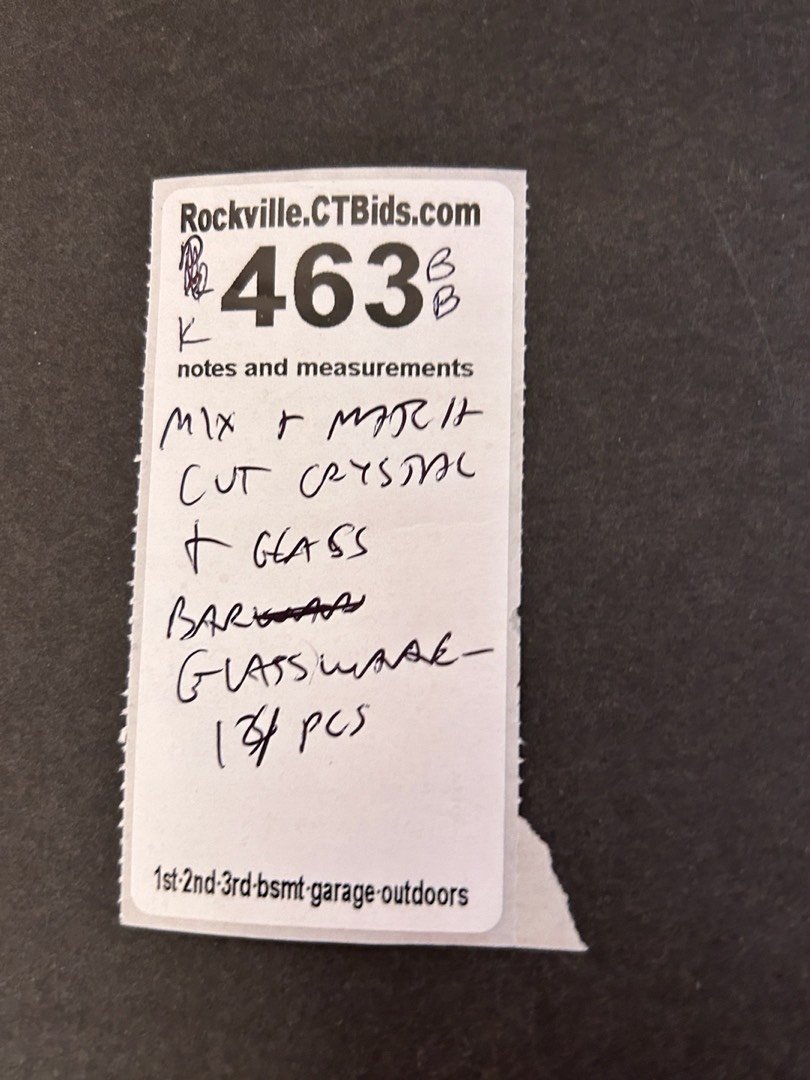 Rockville.CTBids.com
463 B
B
K
notes and measurements
MIX + MATCH
CUT CRYSTAL
+ GLASS
BAR
GLASSWARE-
PCS
1st·2nd·3rd·bsmt·garage·outdoors